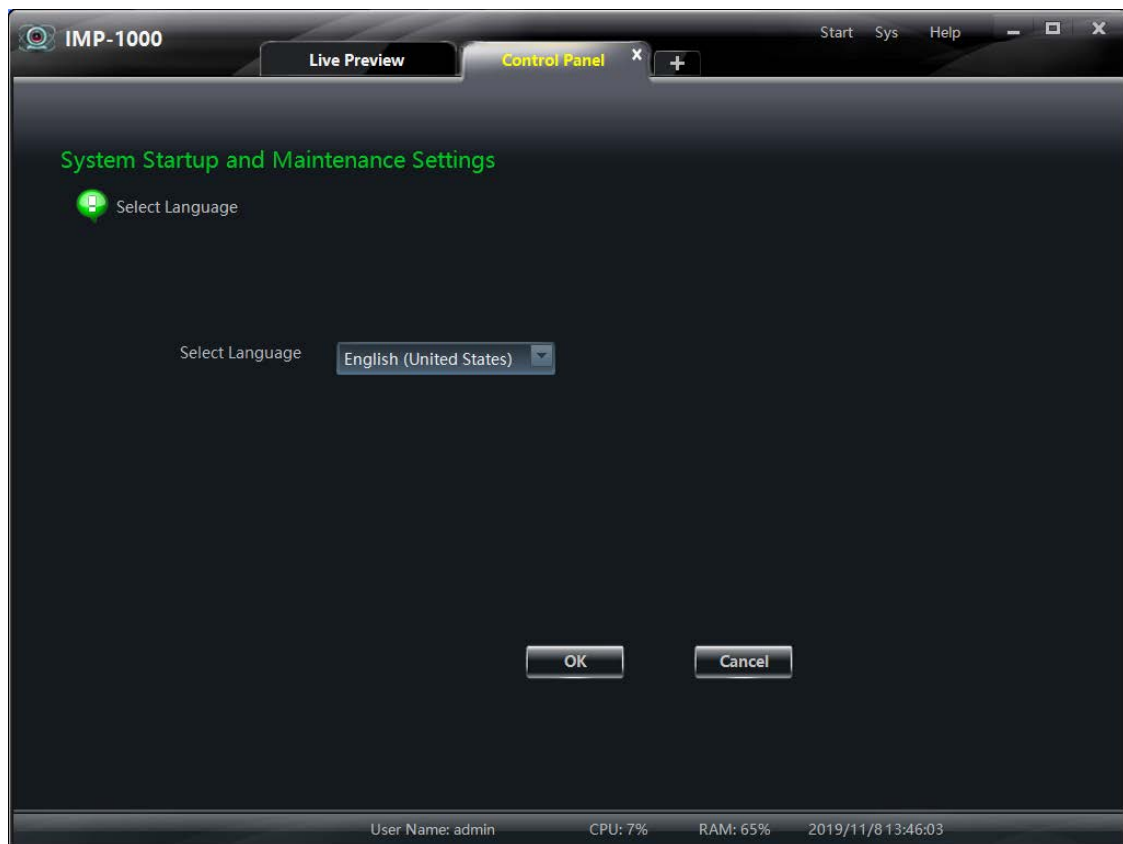 IMP-1000
Start Sys Help
Live Preview Control Panel x +
System Startup and Maintenance Settings
Select Language
Select Language English (United States)
OK Cancel
User Name: admin CPU: 7% RAM: 65% 2019/11/8 13:46:03